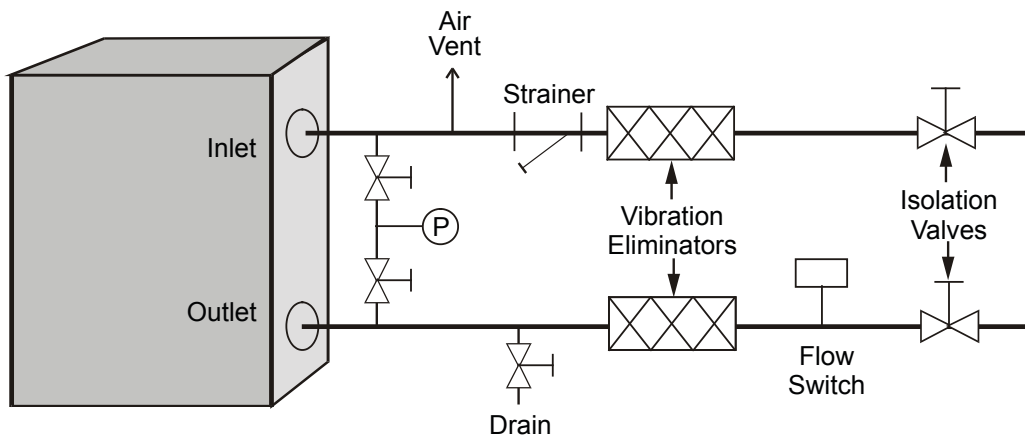 Air
Vent
Strainer
Inlet
P
Vibration
Eliminators
Isolation
Valves
Outlet
Flow
Switch
Drain